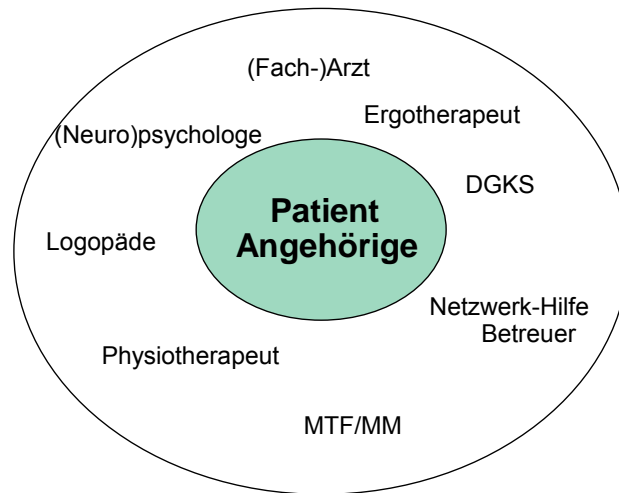 (Fach-)Arzt
Ergotherapeut
(Neuro)psychologe
DGKS
Patient
Angehörige
Logopäde
Netzwerk-Hilfe
Betreuer
Physiotherapeut
MTF/MM